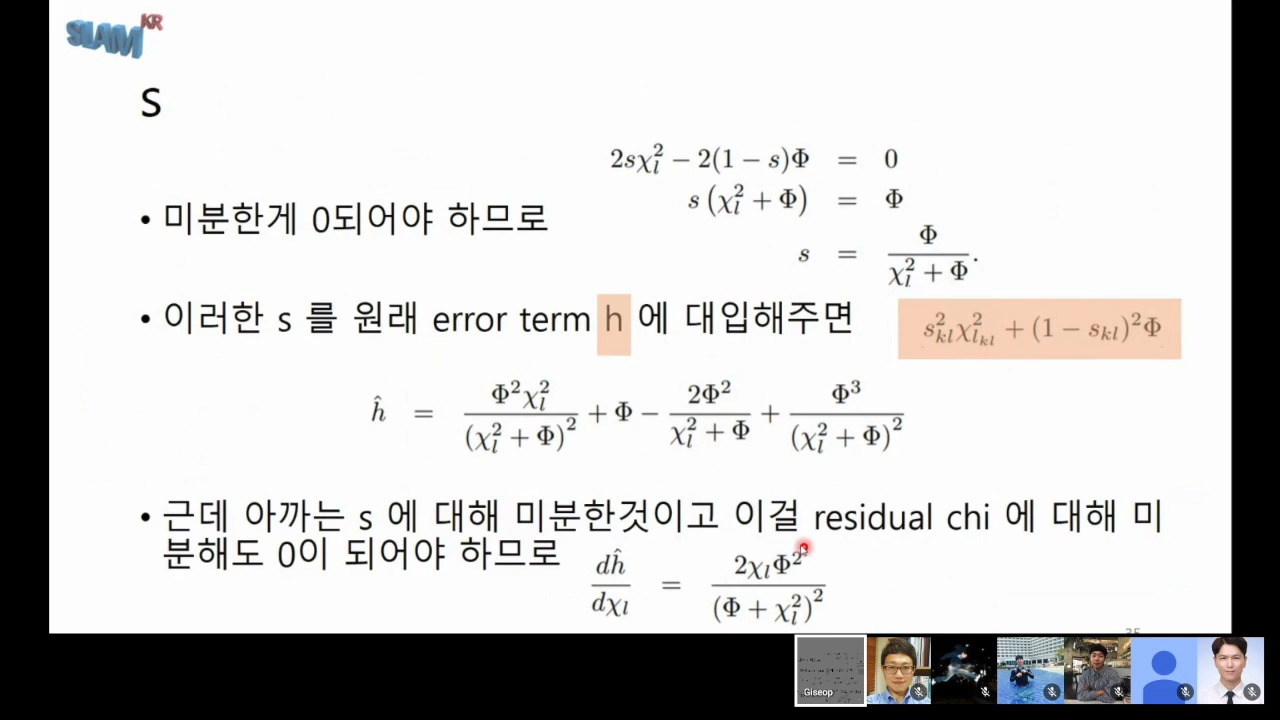 SLAM KR
S
2sχ_l^2 − 2(1 − s)Φ = 0
s(χ_l^2 + Φ) = Φ
• 미분한게 0되어야 하므로
s = Φ / (χ_l^2 + Φ).
• 이러한 s 를 원래 error term h 에 대입해주면 s_{kl}^2 χ_{l_{kl}}^2 + (1 − s_{kl})^2 Φ
ĥ = Φ^2 χ_l^2 / (χ_l^2 + Φ)^2 + Φ − 2Φ^2 / (χ_l^2 + Φ) + Φ^3 / (χ_l^2 + Φ)^2
• 근데 아까는 s 에 대해 미분한것이고 이걸 residual chi 에 대해 미
분해도 0이 되어야 하므로
dĥ / dχ_l = 2χ_l Φ^2 / (Φ + χ_l^2)^2
Giseop